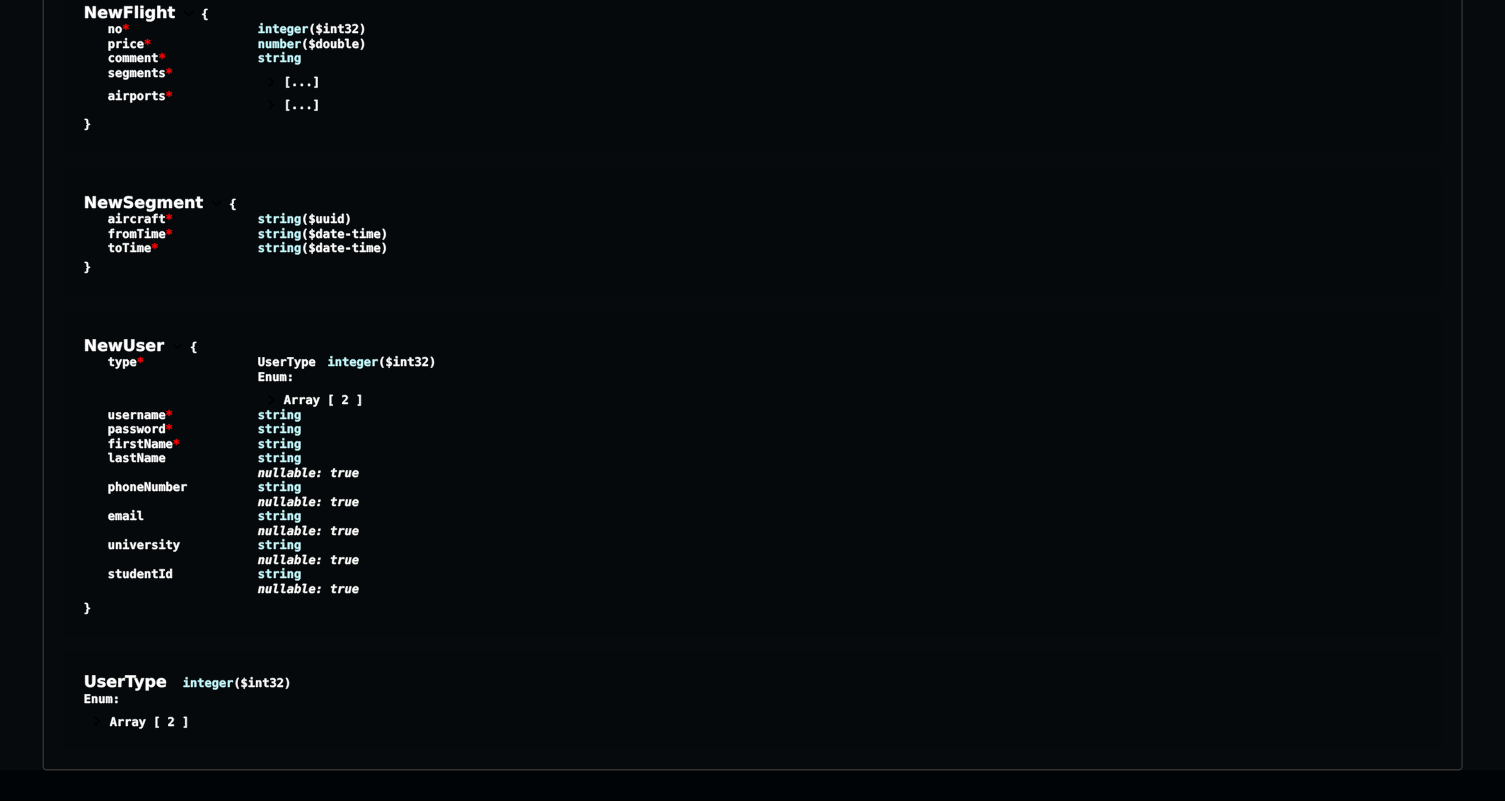 NewFlight {
no* integer($int32)
price* number($double)
comment* string
segments* [...]
airports* [...]
}
NewSegment {
aircraft* string($uuid)
fromTime* string($date-time)
toTime* string($date-time)
}
NewUser {
type* UserType integer($int32)
Enum:
Array [ 2 ]
username* string
password* string
firstName* string
lastName string
nullable: true
phoneNumber string
nullable: true
email string
nullable: true
university string
nullable: true
studentId string
nullable: true
}
UserType integer($int32)
Enum:
Array [ 2 ]